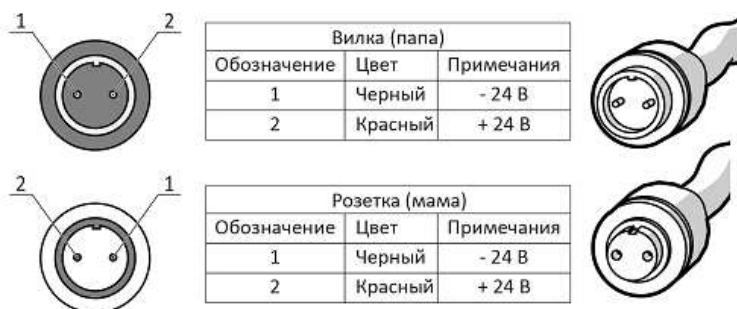 1 2
Вилка (папа)
Обозначение Цвет Примечания
1 Черный - 24 В
2 Красный + 24 В
2 1
Розетка (мама)
Обозначение Цвет Примечания
1 Черный - 24 В
2 Красный + 24 В